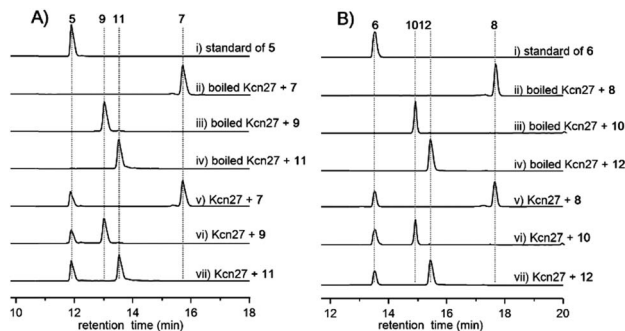 A)
5 9 11 7
i) standard of 5
ii) boiled Kcn27 + 7
iii) boiled Kcn27 + 9
iv) boiled Kcn27 + 11
v) Kcn27 + 7
vi) Kcn27 + 9
vii) Kcn27 + 11
10 12 14 16 18
retention time (min)
B)
6 10 12 8
i) standard of 6
ii) boiled Kcn27 + 8
iii) boiled Kcn27 + 10
iv) boiled Kcn27 + 12
v) Kcn27 + 8
vi) Kcn27 + 10
vii) Kcn27 + 12
12 14 16 18 20
retention time (min)